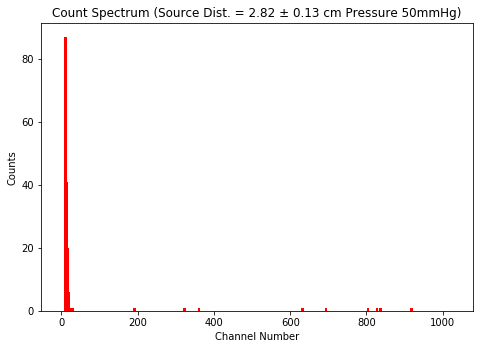 Count Spectrum (Source Dist. = 2.82 ± 0.13 cm Pressure 50mmHg)
80
60
40
20
0
Counts
0 200 400 600 800 1000
Channel Number